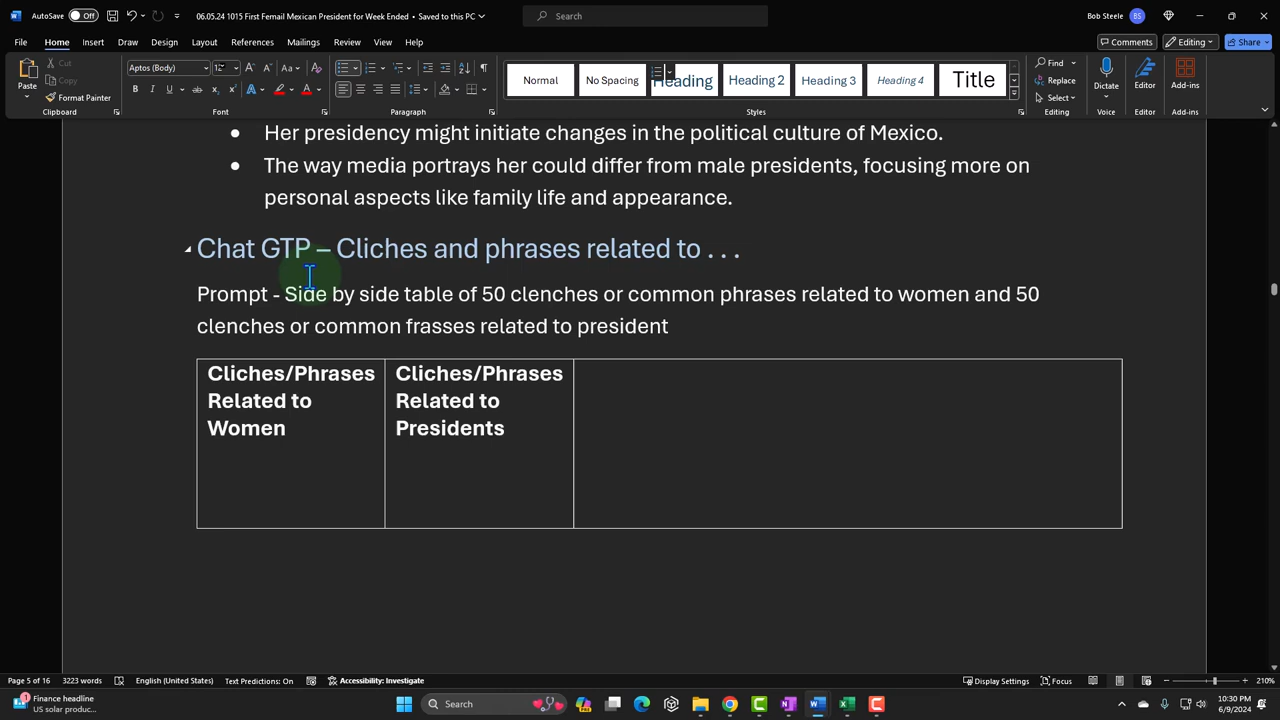 AutoSave Off 06.05.24 1015 First Femail Mexican President for Week Ended • Saved to this PC Search Bob Steele BS
File Home Insert Draw Design Layout References Mailings Review View Help Comments Editing Share
Paste Cut Copy Format Painter Clipboard
Aptos (Body) 12 Font
Paragraph
Normal No Spacing Heading Heading 2 Heading 3 Heading 4 Title Styles
Find Replace Select Editing
Dictate Voice Editor Editor Add-ins Add-ins
Her presidency might initiate changes in the political culture of Mexico.
The way media portrays her could differ from male presidents, focusing more on
personal aspects like family life and appearance.
Chat GTP – Cliches and phrases related to . . .
Prompt - Side by side table of 50 clenches or common phrases related to women and 50
clenches or common frasses related to president
Cliches/Phrases Cliches/Phrases
Related to Related to
Women Presidents
Page 5 of 16 3223 words English (United States) Text Predictions: On Accessibility: Investigate Display Settings Focus 210%
1 Finance headline
US solar produc... Search 10:30 PM
6/9/2024